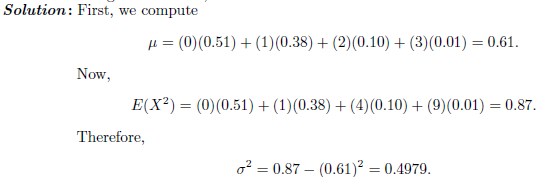 Solution: First, we compute
μ = (0)(0.51) + (1)(0.38) + (2)(0.10) + (3)(0.01) = 0.61.
Now,
E(X²) = (0)(0.51) + (1)(0.38) + (4)(0.10) + (9)(0.01) = 0.87.
Therefore,
σ² = 0.87 − (0.61)² = 0.4979.